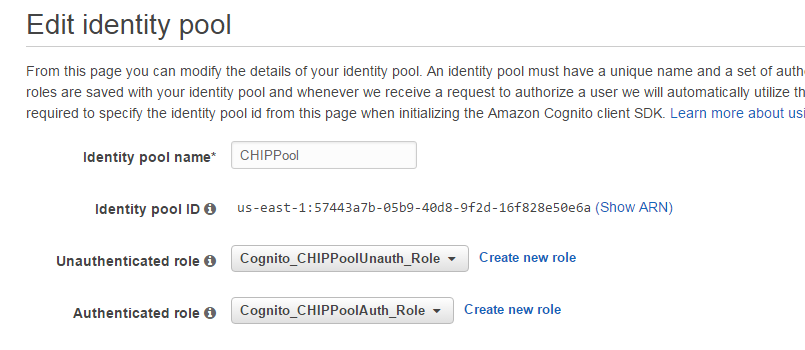 Edit identity pool
From this page you can modify the details of your identity pool. An identity pool must have a unique name and a set of
roles are saved with your identity pool and whenever we receive a request to authorize a user we will automatically utilize
required to specify the identity pool id from this page when initializing the Amazon Cognito client SDK. Learn more about
Identity pool name* CHIPPool
Identity pool ID us-east-1:57443a7b-05b9-40d8-9f2d-16f828e50e6a (Show ARN)
Unauthenticated role Cognito_CHIPPoolUnauth_Role Create new role
Authenticated role Cognito_CHIPPoolAuth_Role Create new role